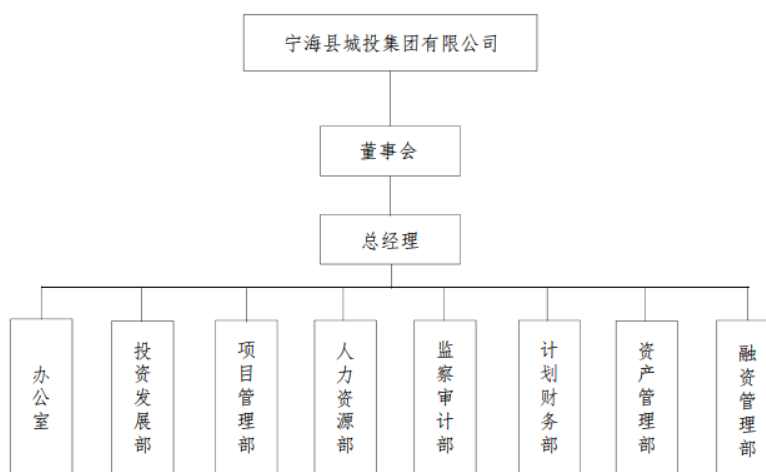 宁海县城投集团有限公司
董事会
总经理
办公室
投资发展部
项目管理部
人力资源部
监察审计部
计划财务部
资产管理部
融资管理部